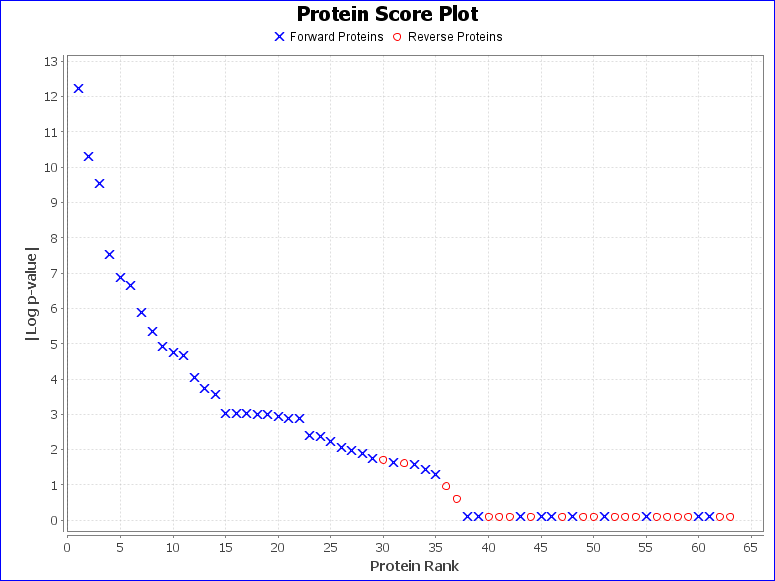 Protein Score Plot
Forward Proteins Reverse Proteins
13
12
11
10
9
8
7
6
5
4
3
2
1
0
|Log p-value|
0 5 10 15 20 25 30 35 40 45 50 55 60 65
Protein Rank